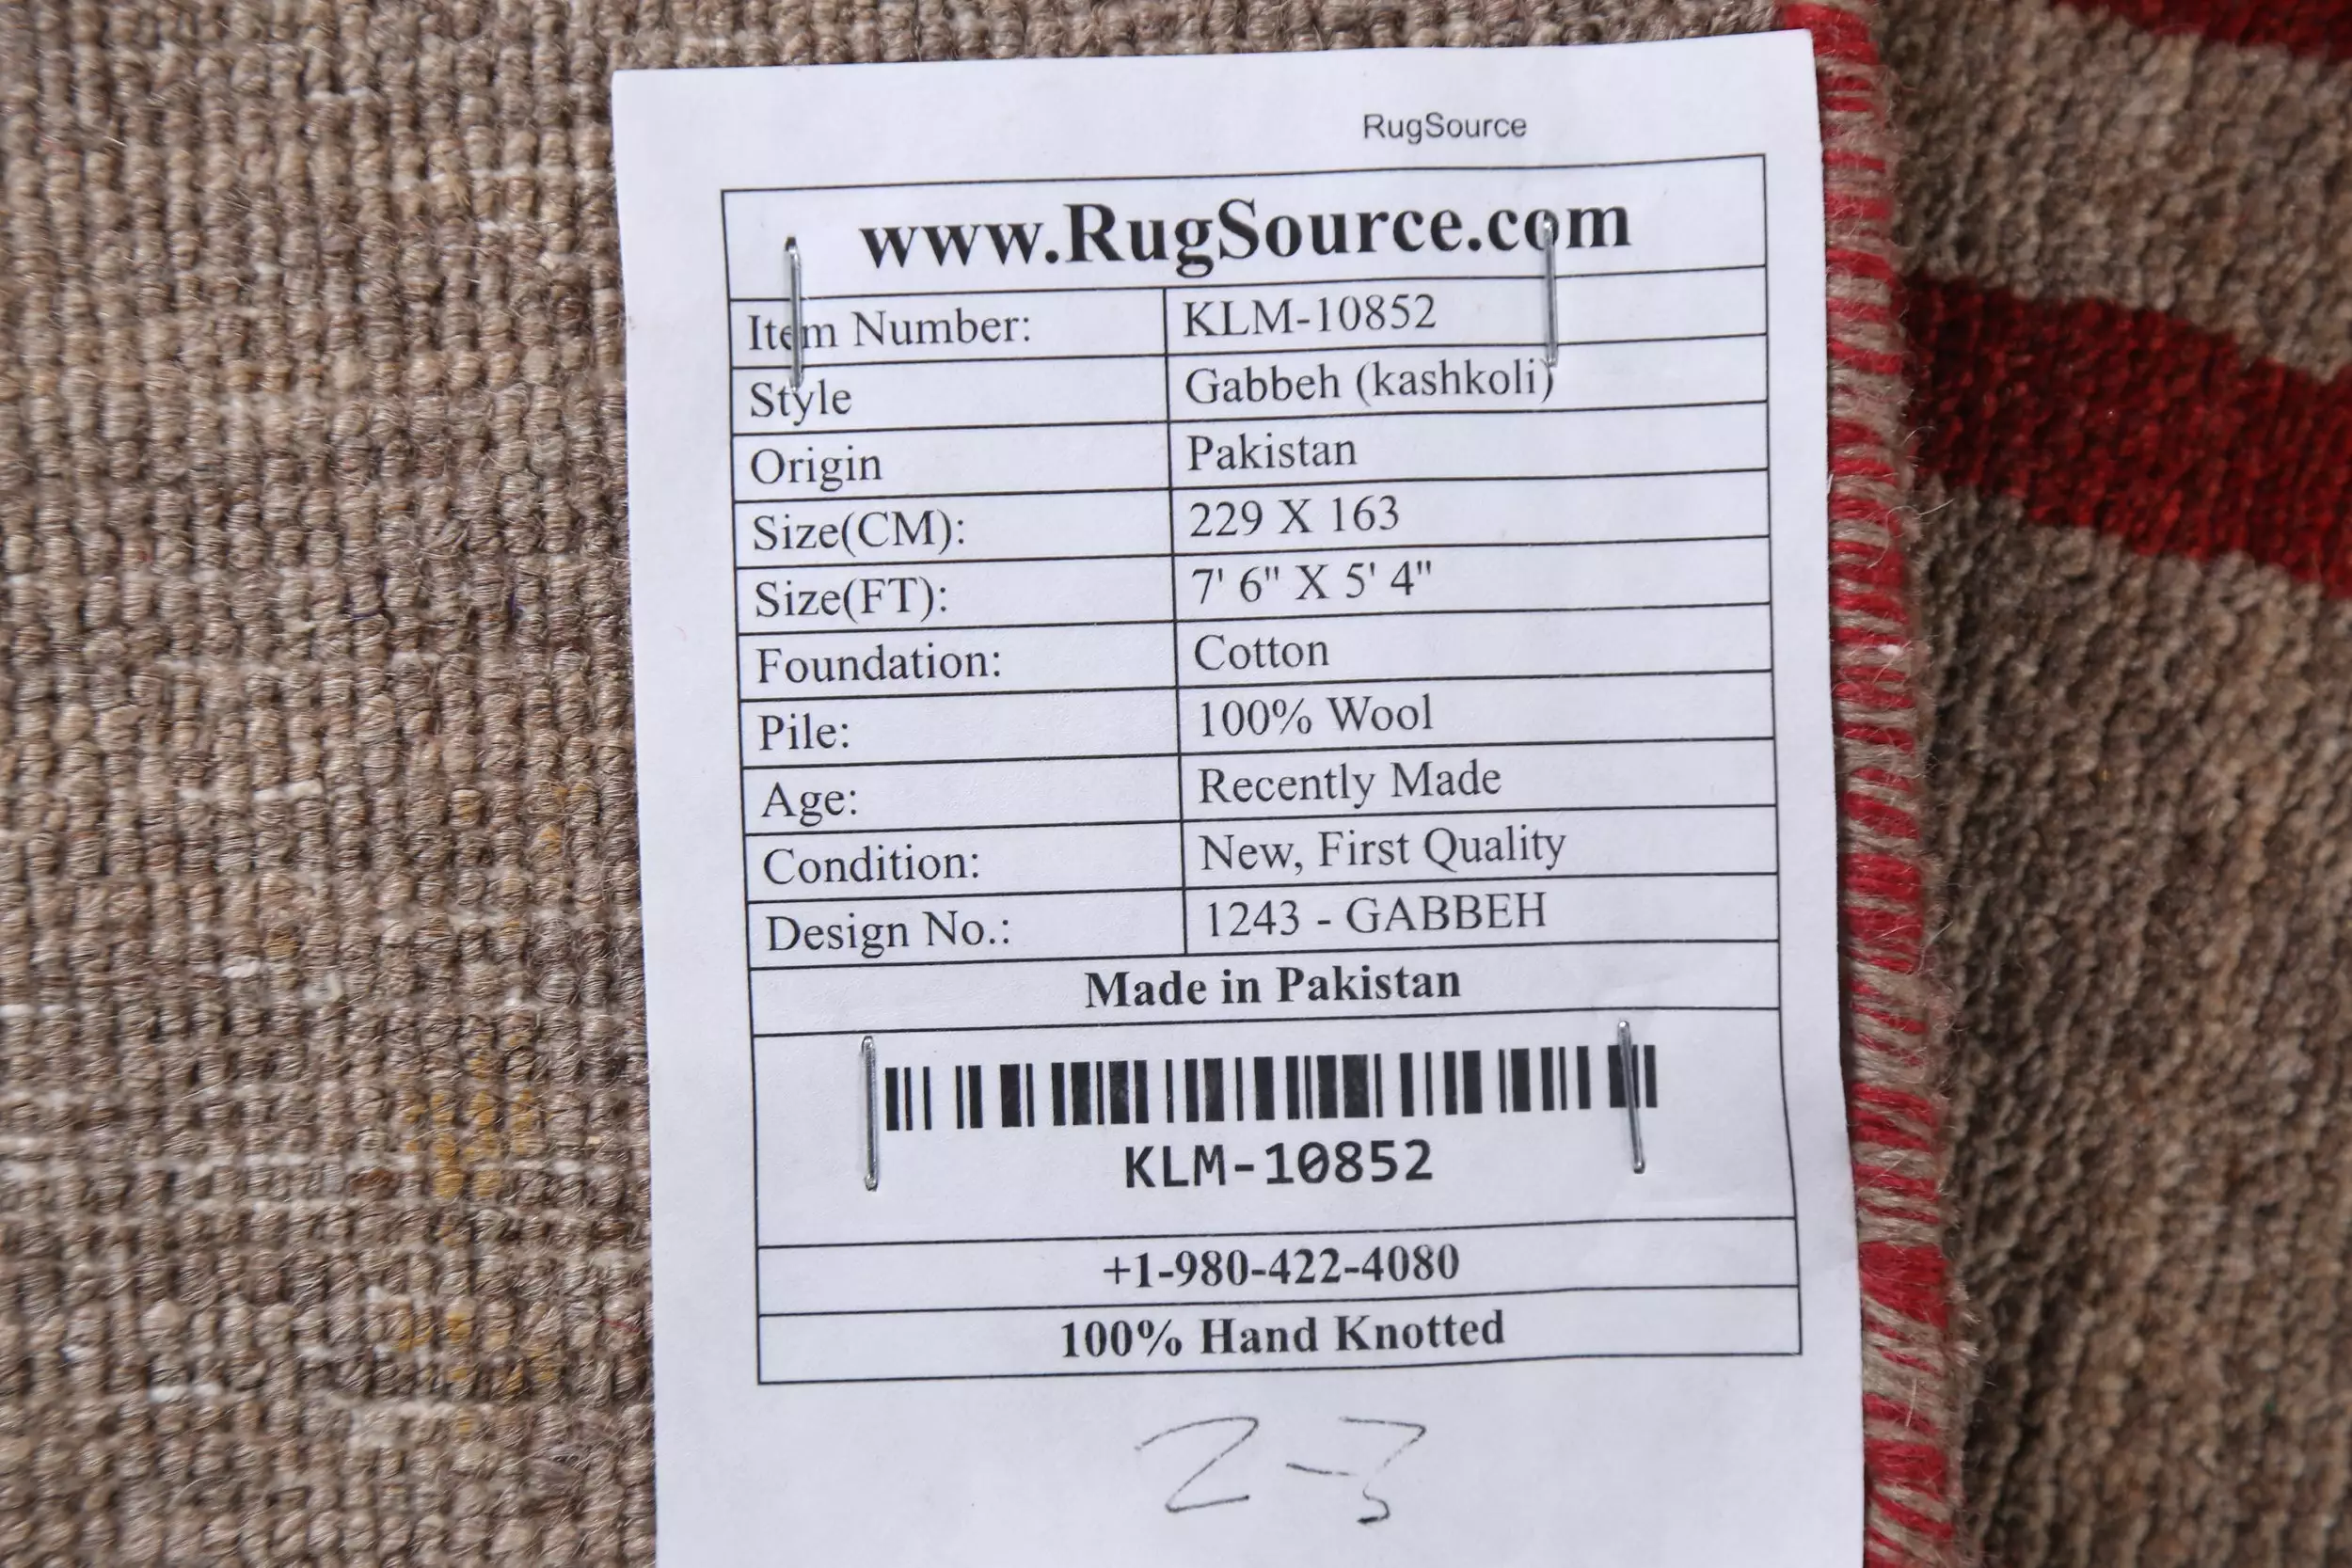 RugSource
www.RugSource.com
Item Number: KLM-10852
Style Gabbeh (kashkoli)
Origin Pakistan
Size(CM): 229 X 163
Size(FT): 7' 6" X 5' 4"
Foundation: Cotton
Pile: 100% Wool
Age: Recently Made
Condition: New, First Quality
Design No.: 1243 - GABBEH
Made in Pakistan
KLM-10852
+1-980-422-4080
100% Hand Knotted
2-3